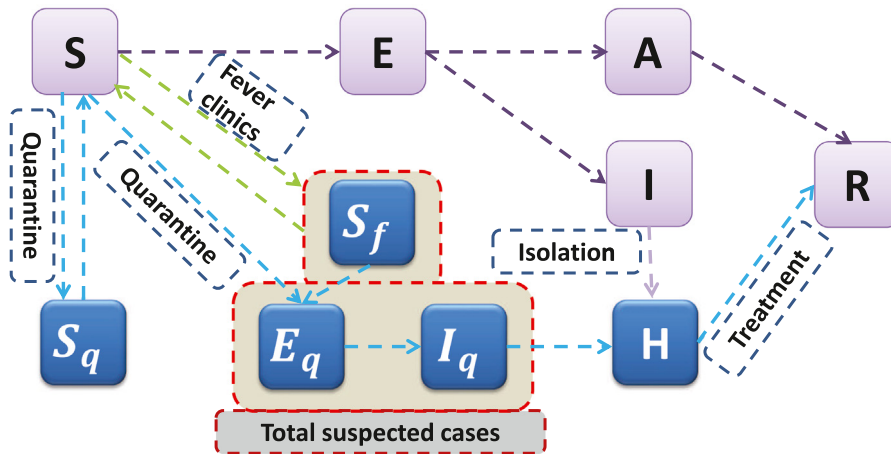 S
E
A
Fever
clinics
Quarantine
Quarantine
I
R
S_f
Isolation
Treatment
S_q
E_q
I_q
H
Total suspected cases